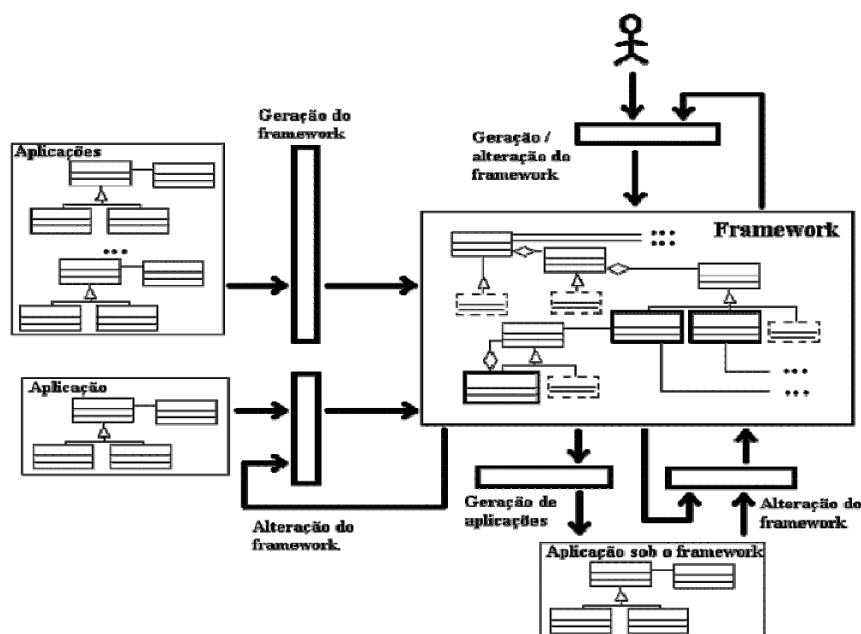 Geração do
framework
Aplicações
Geração /
alteração do
framework
Framework
Aplicação
Alteração do
framework
Geração de
aplicações
Alteração do
framework
Aplicação sob o framework